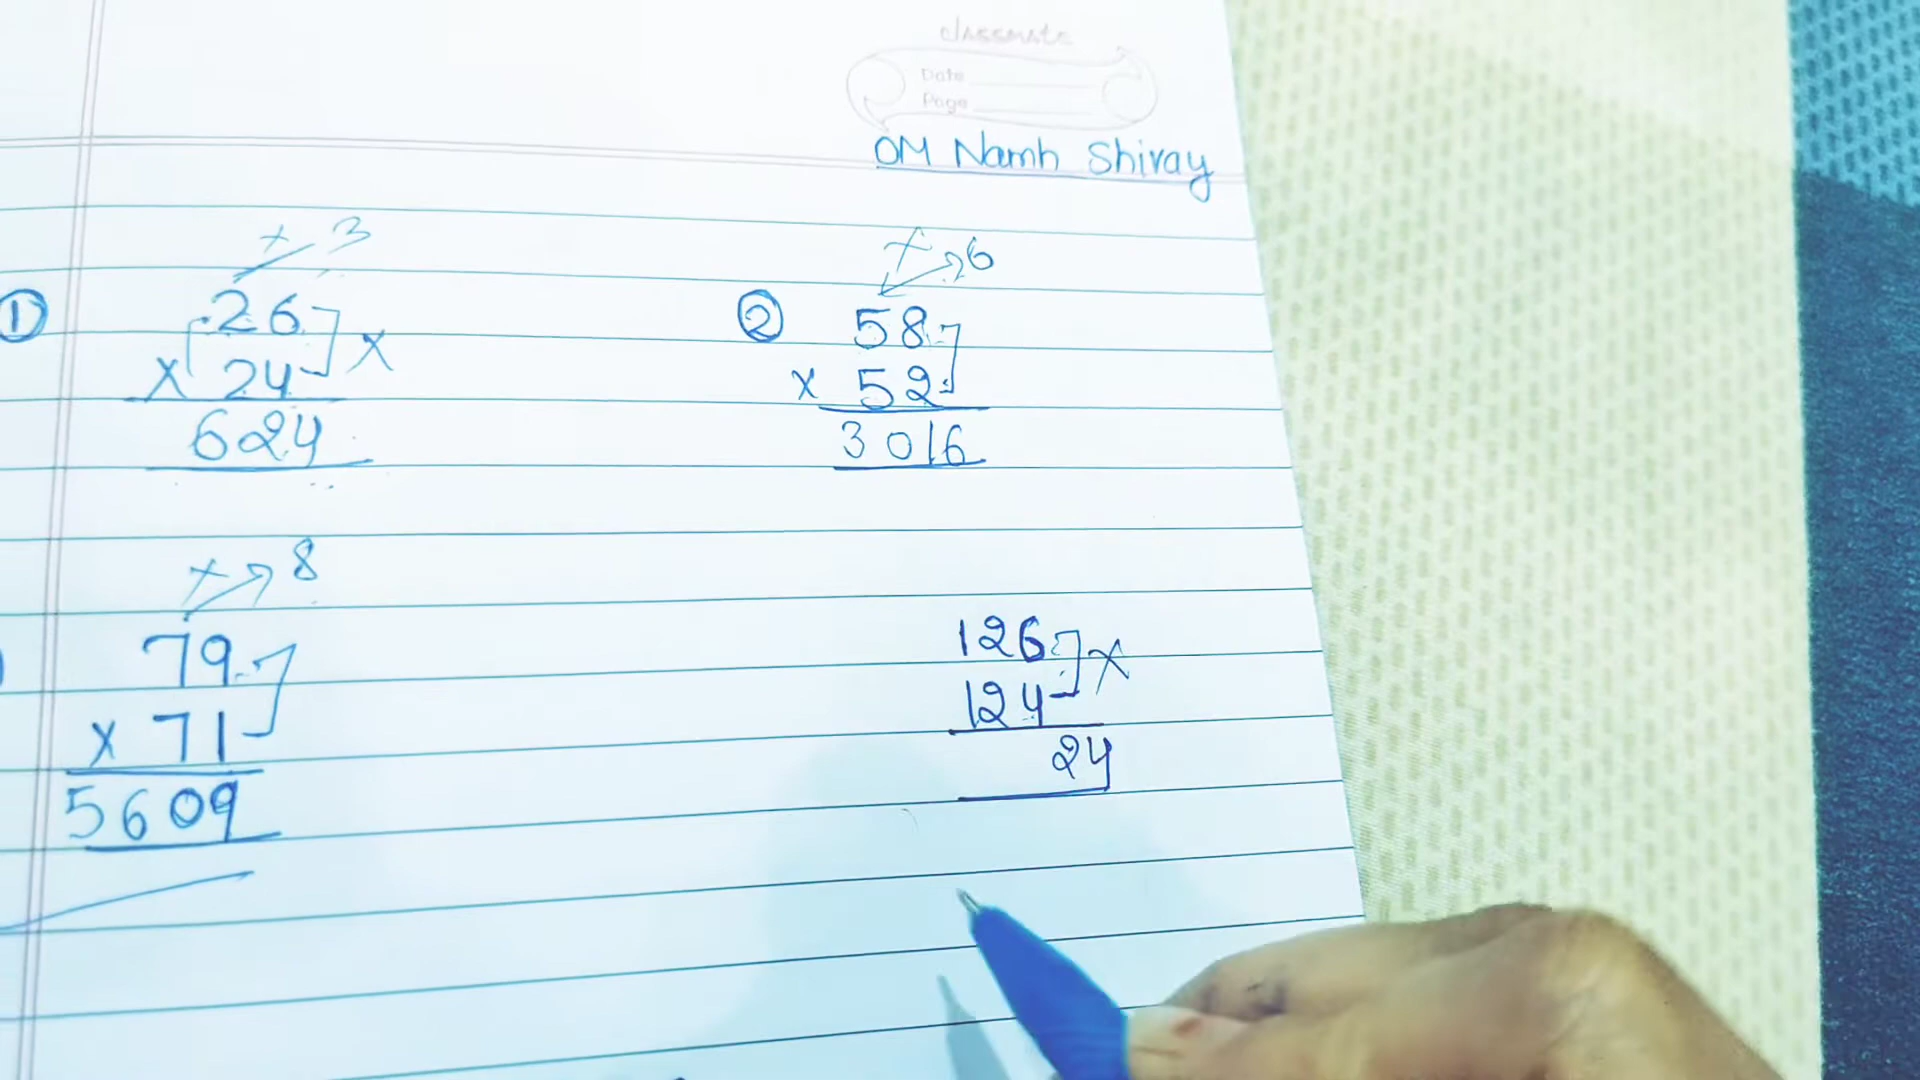 classmate
Date
Page
OM Namh Shivay
+ 3
① 26
× 24 ×
624
+ 6
② 58
× 52
3016
+ 8
79
× 71
5609
126
124 ×
24